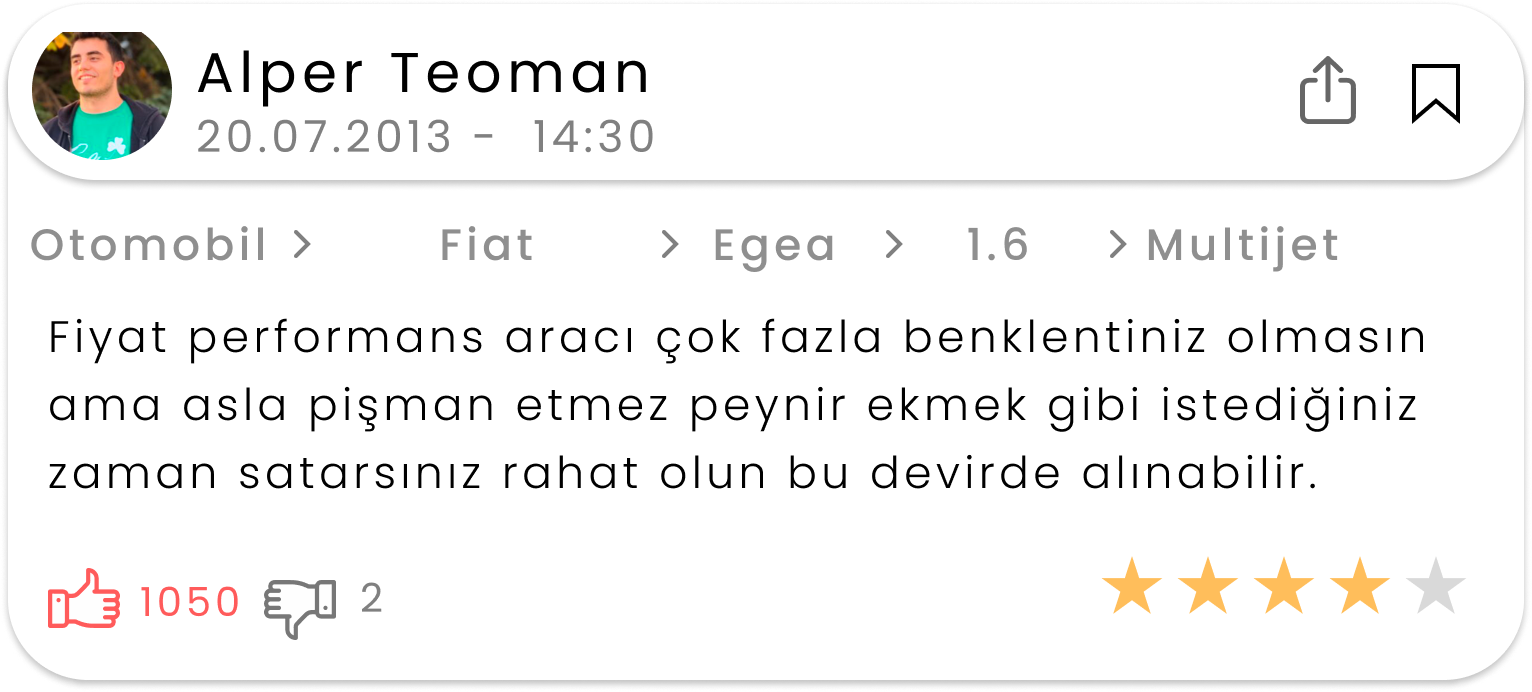 Alper Teoman
20.07.2013 - 14:30
Otomobil > Fiat > Egea > 1.6 > Multijet
Fiyat performans aracı çok fazla benklentiniz olmasın
ama asla pişman etmez peynir ekmek gibi istediğiniz
zaman satarsınız rahat olun bu devirde alınabilir.
1050 2